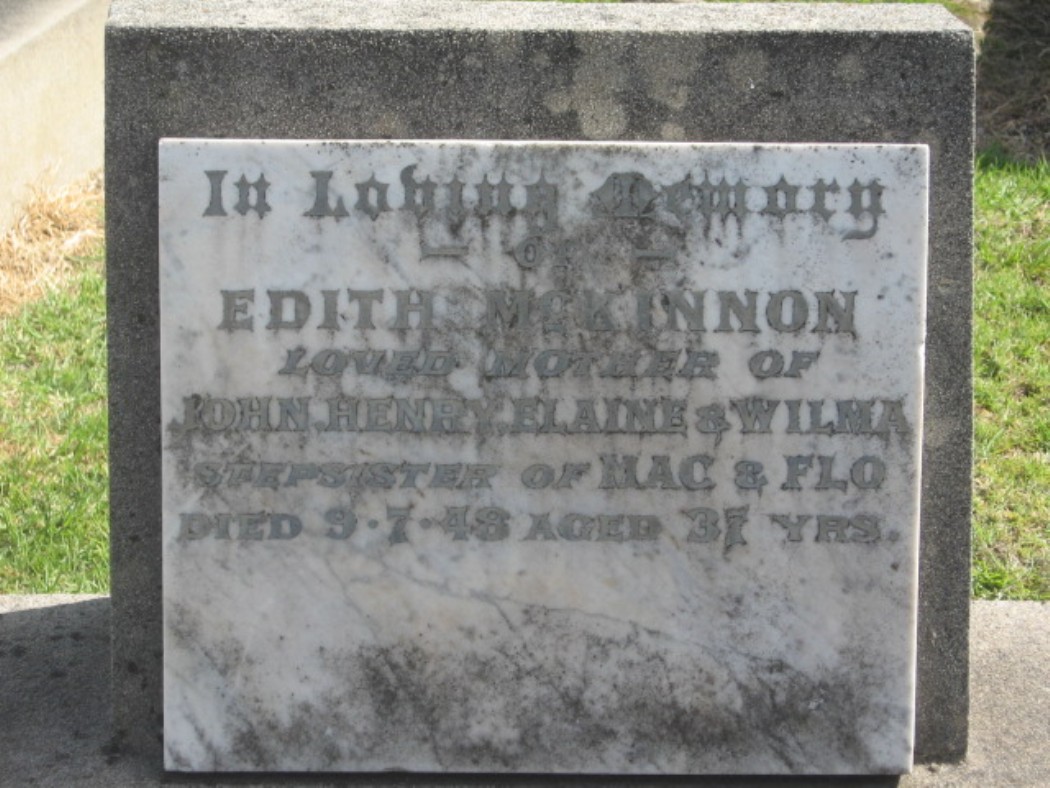 In Loving Memory
— of —
EDITH McKINNON
LOVED MOTHER OF
JOHN, HENRY, ELAINE & WILMA
STEPSISTER OF MAC & FLO
DIED 9·7·48 AGED 37 YRS.